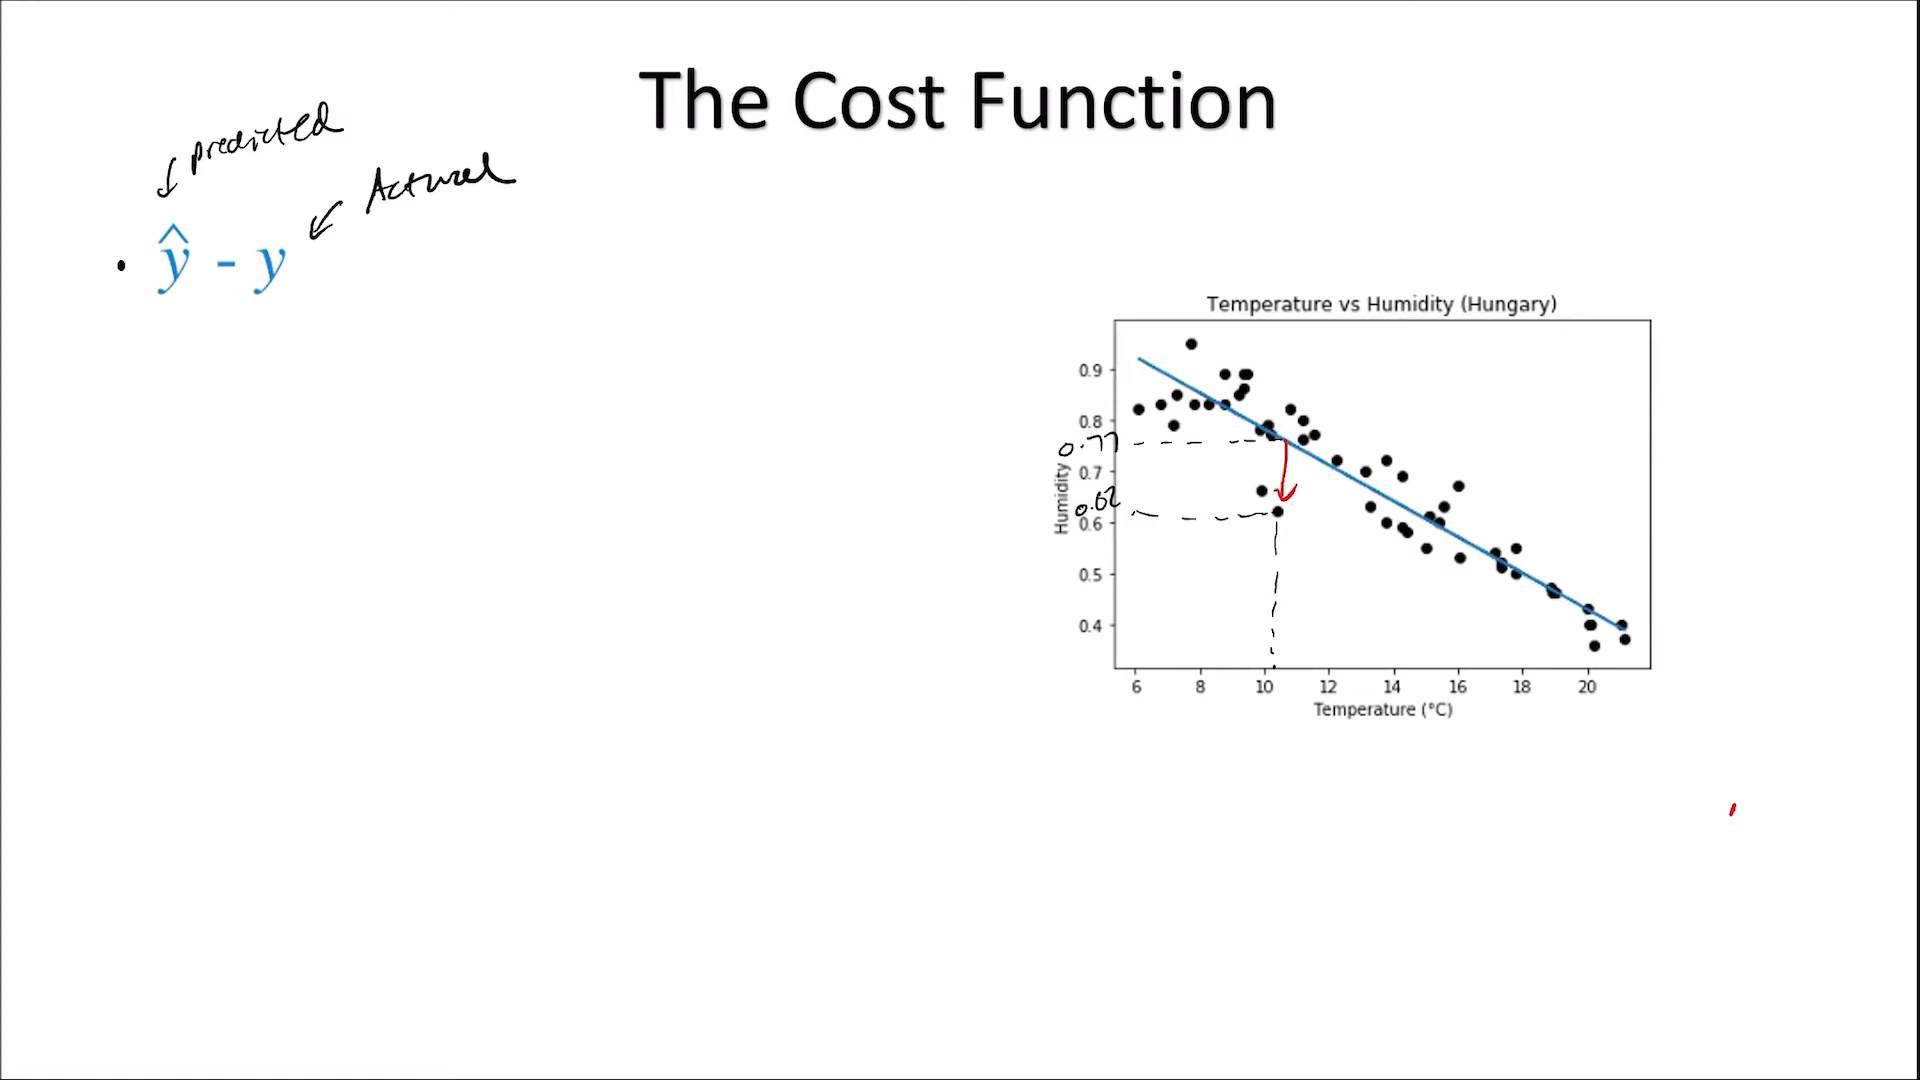 The Cost Function
predicted
Actual
• ŷ - y
Temperature vs Humidity (Hungary)
0.9
0.8
0.77
0.7
0.62
0.6
0.5
0.4
Humidity
6 8 10 12 14 16 18 20
Temperature (°C)